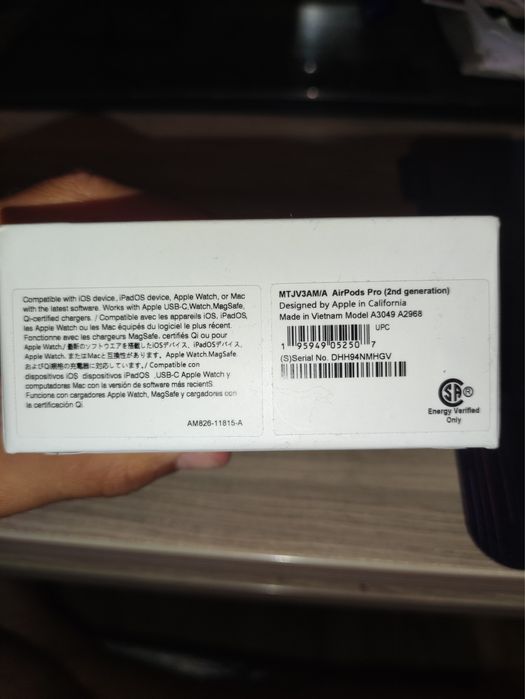 Compatible with iOS device, iPadOS device, Apple Watch, or Mac
with the latest software. Works with Apple USB-C,Watch,MagSafe,
Qi-certified chargers. / Compatible avec les appareils iOS, iPadOS,
les Apple Watch ou les Mac équipés du logiciel le plus récent.
Fonctionne avec les chargeurs MagSafe. certifiés Qi ou pour
Apple Watch / 最新のソフトウエアを搭載したiOSデバイス、iPadOSデバイス、
Apple Watch. またはMacと互換性があります。Apple Watch,MagSafe
およびQi規格の充電器に対応しています。/ Compatible con
dispositivos iOS dispositivos iPadOS ,USB-C Apple Watch y
computadoras Mac con la versión de software más recientS.
Funcione con cargadores Apple Watch, MagSafe y cargadores con
la certificación Qi
AM826-11815-A
MTJV3AM/A AirPods Pro (2nd generation)
Designed by Apple in California
Made in Vietnam Model A3049 A2968
UPC
1 95949 05250 7
(S)Serial No. DHH94NMHGV
SA®
Energy Verified
Only